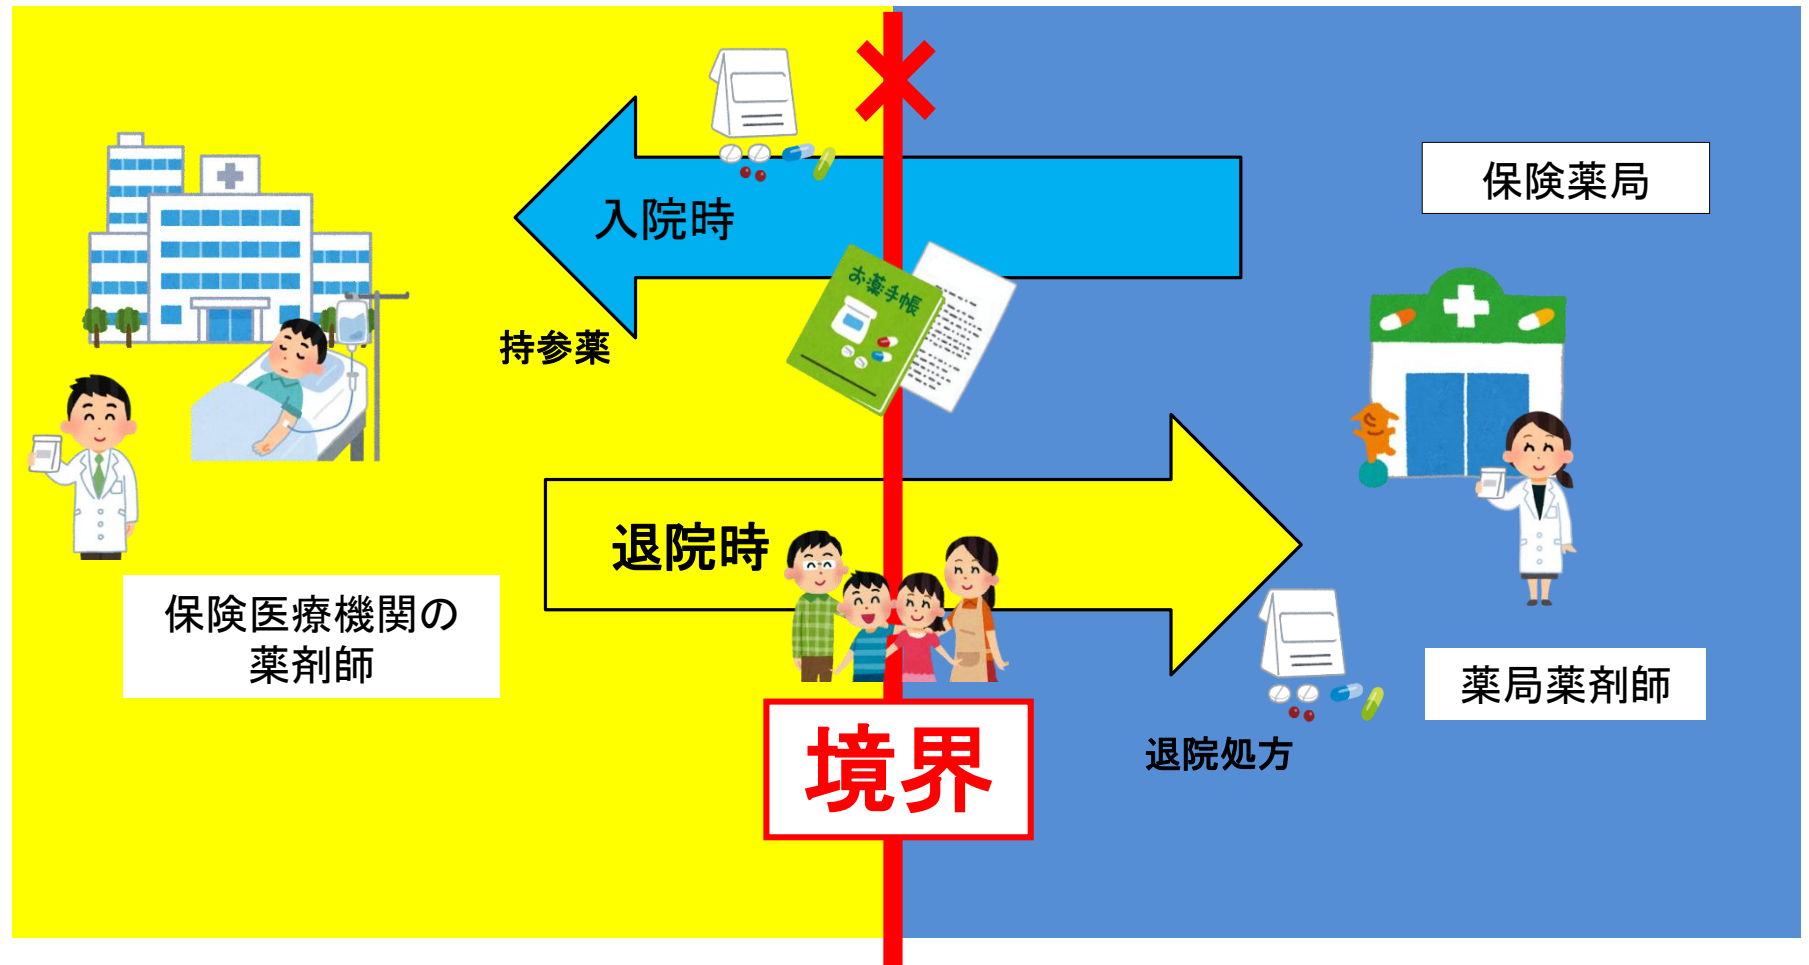 保険薬局
入院時
お薬手帳
持参薬
退院時
保険医療機関の
薬剤師
薬局薬剤師
境界
退院処方